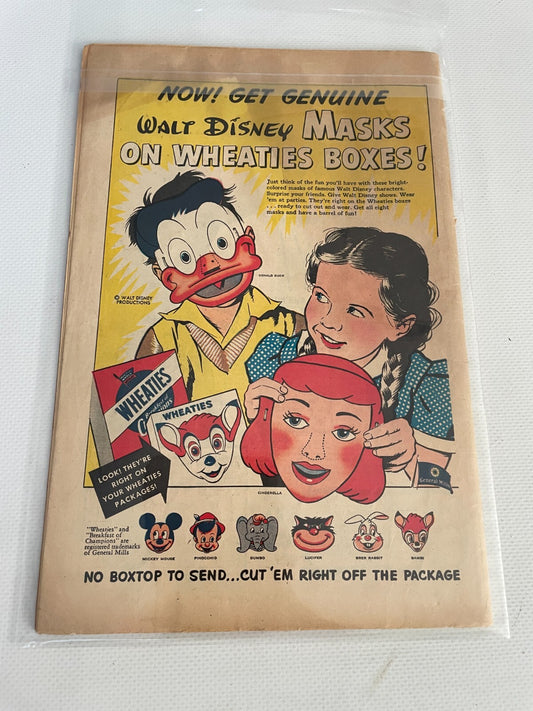 NOW! GET GENUINE
WALT DISNEY MASKS
ON WHEATIES BOXES!
Just think of the fun you'll have with these bright-
colored masks of famous Walt Disney characters.
Surprise your friends. Give Walt Disney shows. Wear
'em at parties. They're right on the Wheaties boxes
. . . ready to cut out and wear. Get all eight
masks and have a barrel of fun!
DONALD DUCK
© WALT DISNEY
PRODUCTIONS
WHEATIES
WHEATIES
LOOK! THEY'RE
RIGHT ON
YOUR WHEATIES
PACKAGES!
General Mills
CINDERELLA
"Wheaties" and
"Breakfast of
Champions" are
registered trademarks
of General Mills
MICKEY MOUSE
PINOCCHIO
DUMBO
LUCIFER
BRER RABBIT
BAMBI
NO BOXTOP TO SEND...CUT 'EM RIGHT OFF THE PACKAGE